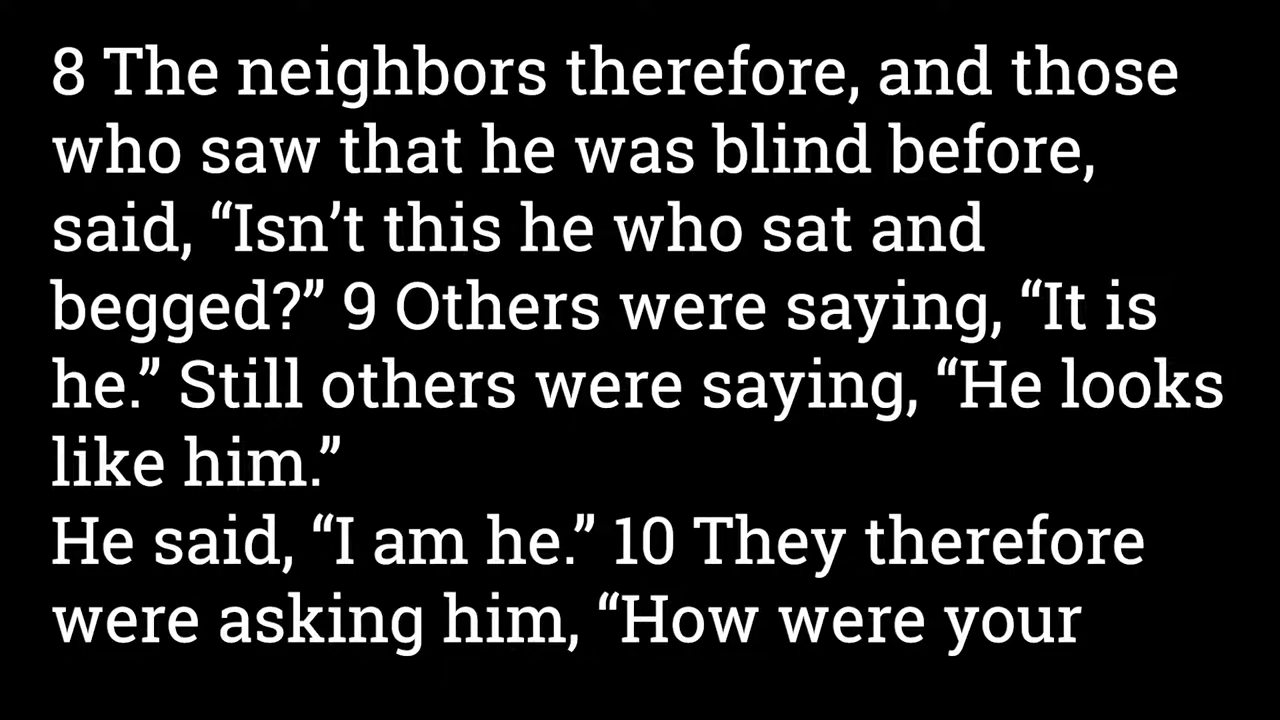 8 The neighbors therefore, and those
who saw that he was blind before,
said, “Isn’t this he who sat and
begged?” 9 Others were saying, “It is
he.” Still others were saying, “He looks
like him.”
He said, “I am he.” 10 They therefore
were asking him, “How were your